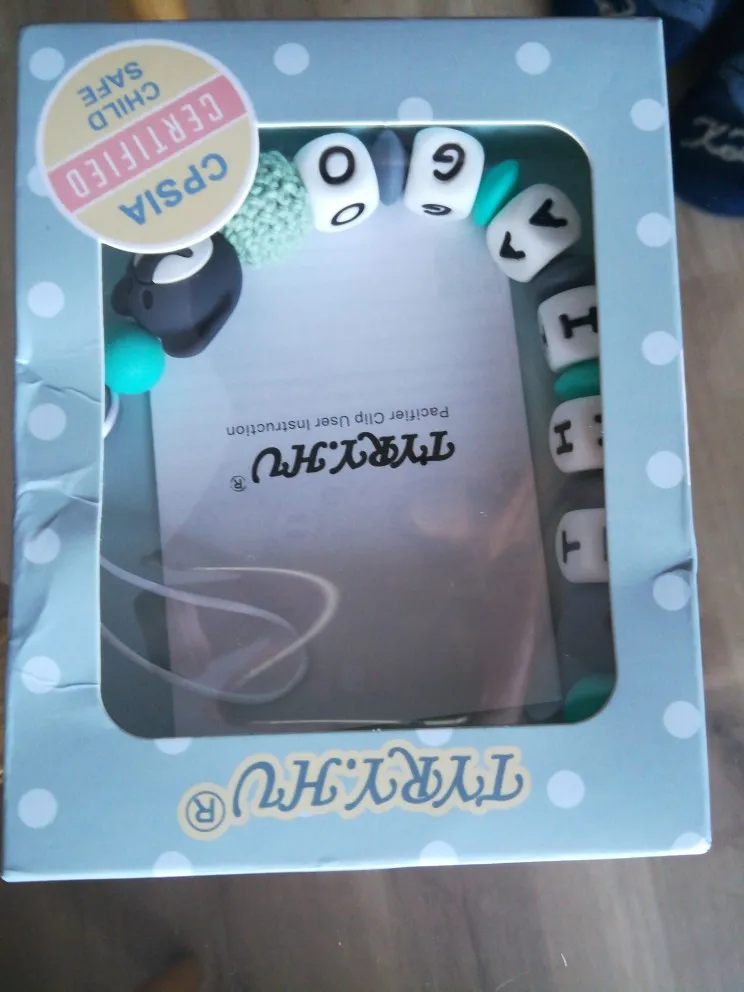 TYRY.HU®
TYRY.HU®
Pacifier Clip User Instruction
T H I A G O
CPSIA
CERTIFIED
CHILD
SAFE